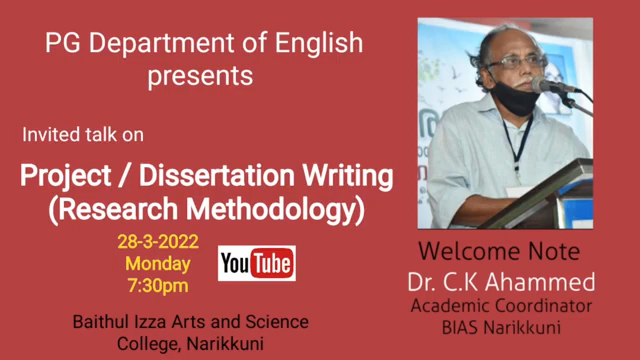 PG Department of English
presents
Invited talk on
Project / Dissertation Writing
(Research Methodology)
28-3-2022
Monday
7:30pm
YouTube
Baithul Izza Arts and Science
College, Narikkuni
Welcome Note
Dr. C.K Ahammed
Academic Coordinator
BIAS Narikkuni